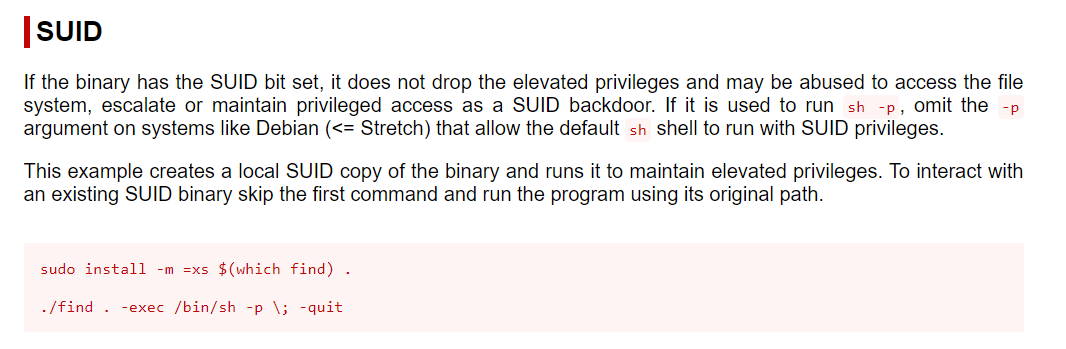 SUID
If the binary has the SUID bit set, it does not drop the elevated privileges and may be abused to access the file
system, escalate or maintain privileged access as a SUID backdoor. If it is used to run sh -p, omit the -p
argument on systems like Debian (<= Stretch) that allow the default sh shell to run with SUID privileges.
This example creates a local SUID copy of the binary and runs it to maintain elevated privileges. To interact with
an existing SUID binary skip the first command and run the program using its original path.
sudo install -m =xs $(which find) .
./find . -exec /bin/sh -p \; -quit